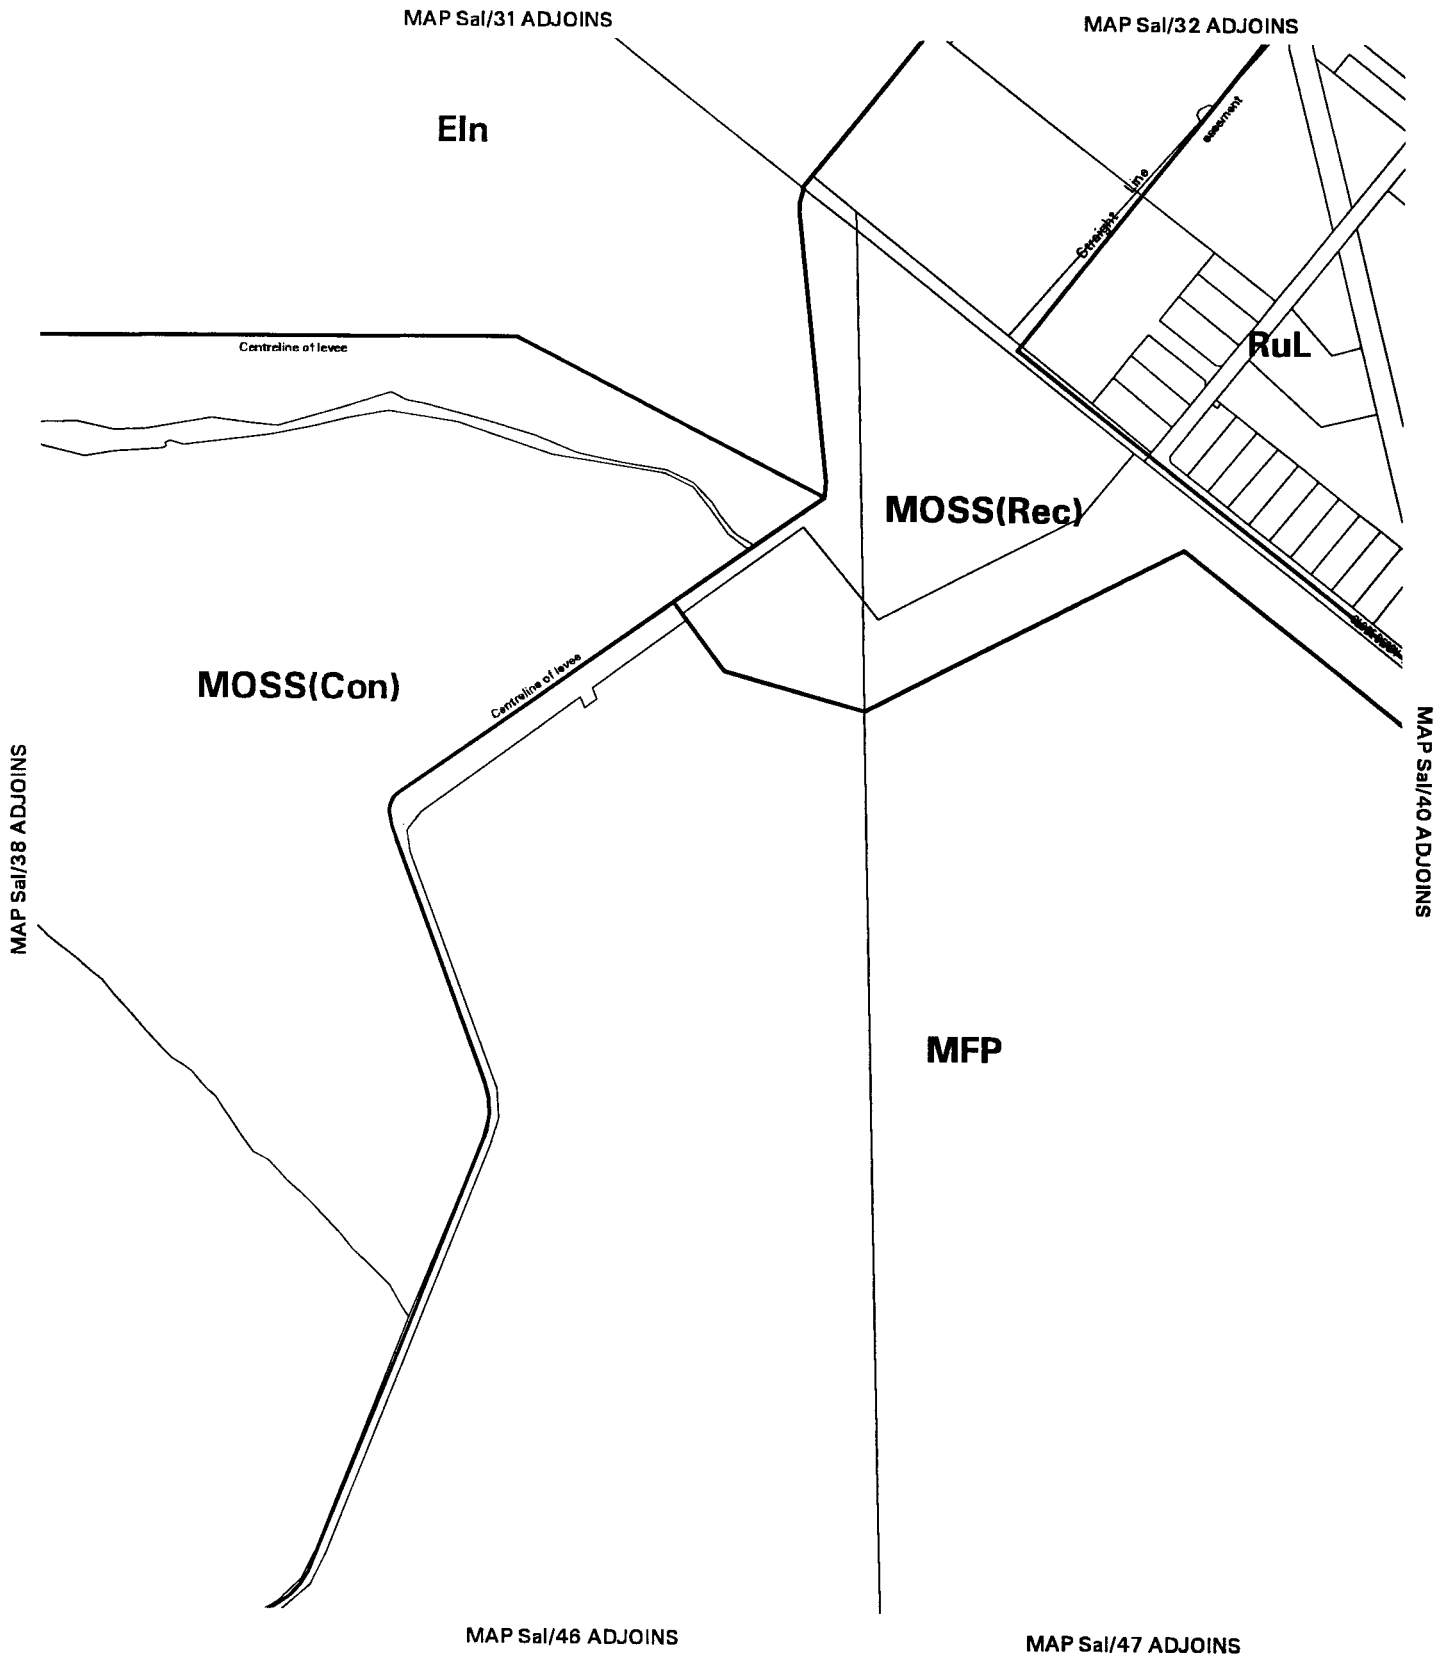 MAP Sal/31 ADJOINS
MAP Sal/32 ADJOINS
EIn
easement
Line
Straight
RuL
Centreline of levee
MOSS(Rec)
MOSS(Con)
Centreline of levee
MAP Sal/38 ADJOINS
MAP Sal/40 ADJOINS
MFP
MAP Sal/46 ADJOINS
MAP Sal/47 ADJOINS